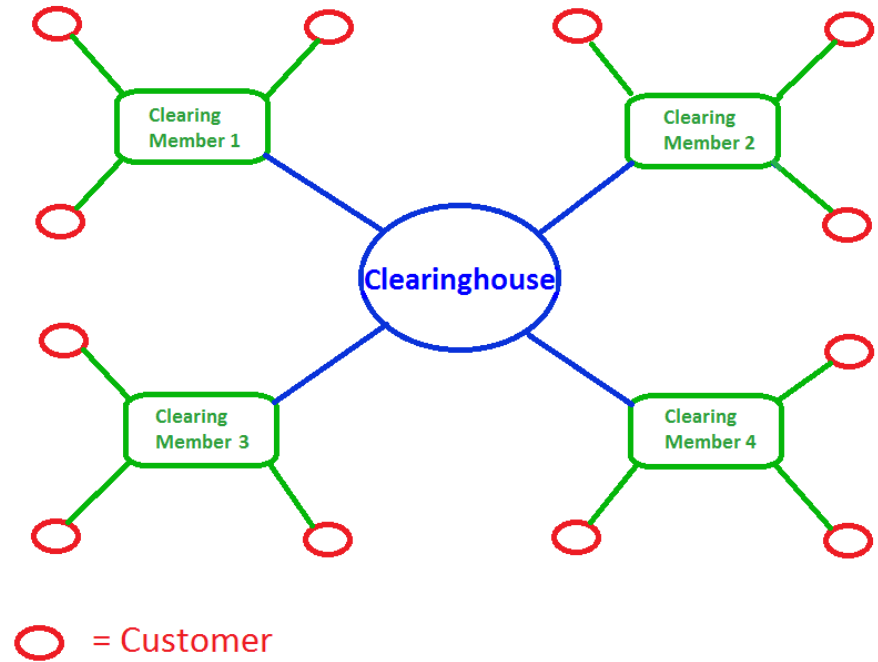 Clearing
Member 1
Clearing
Member 2
Clearinghouse
Clearing
Member 3
Clearing
Member 4
= Customer